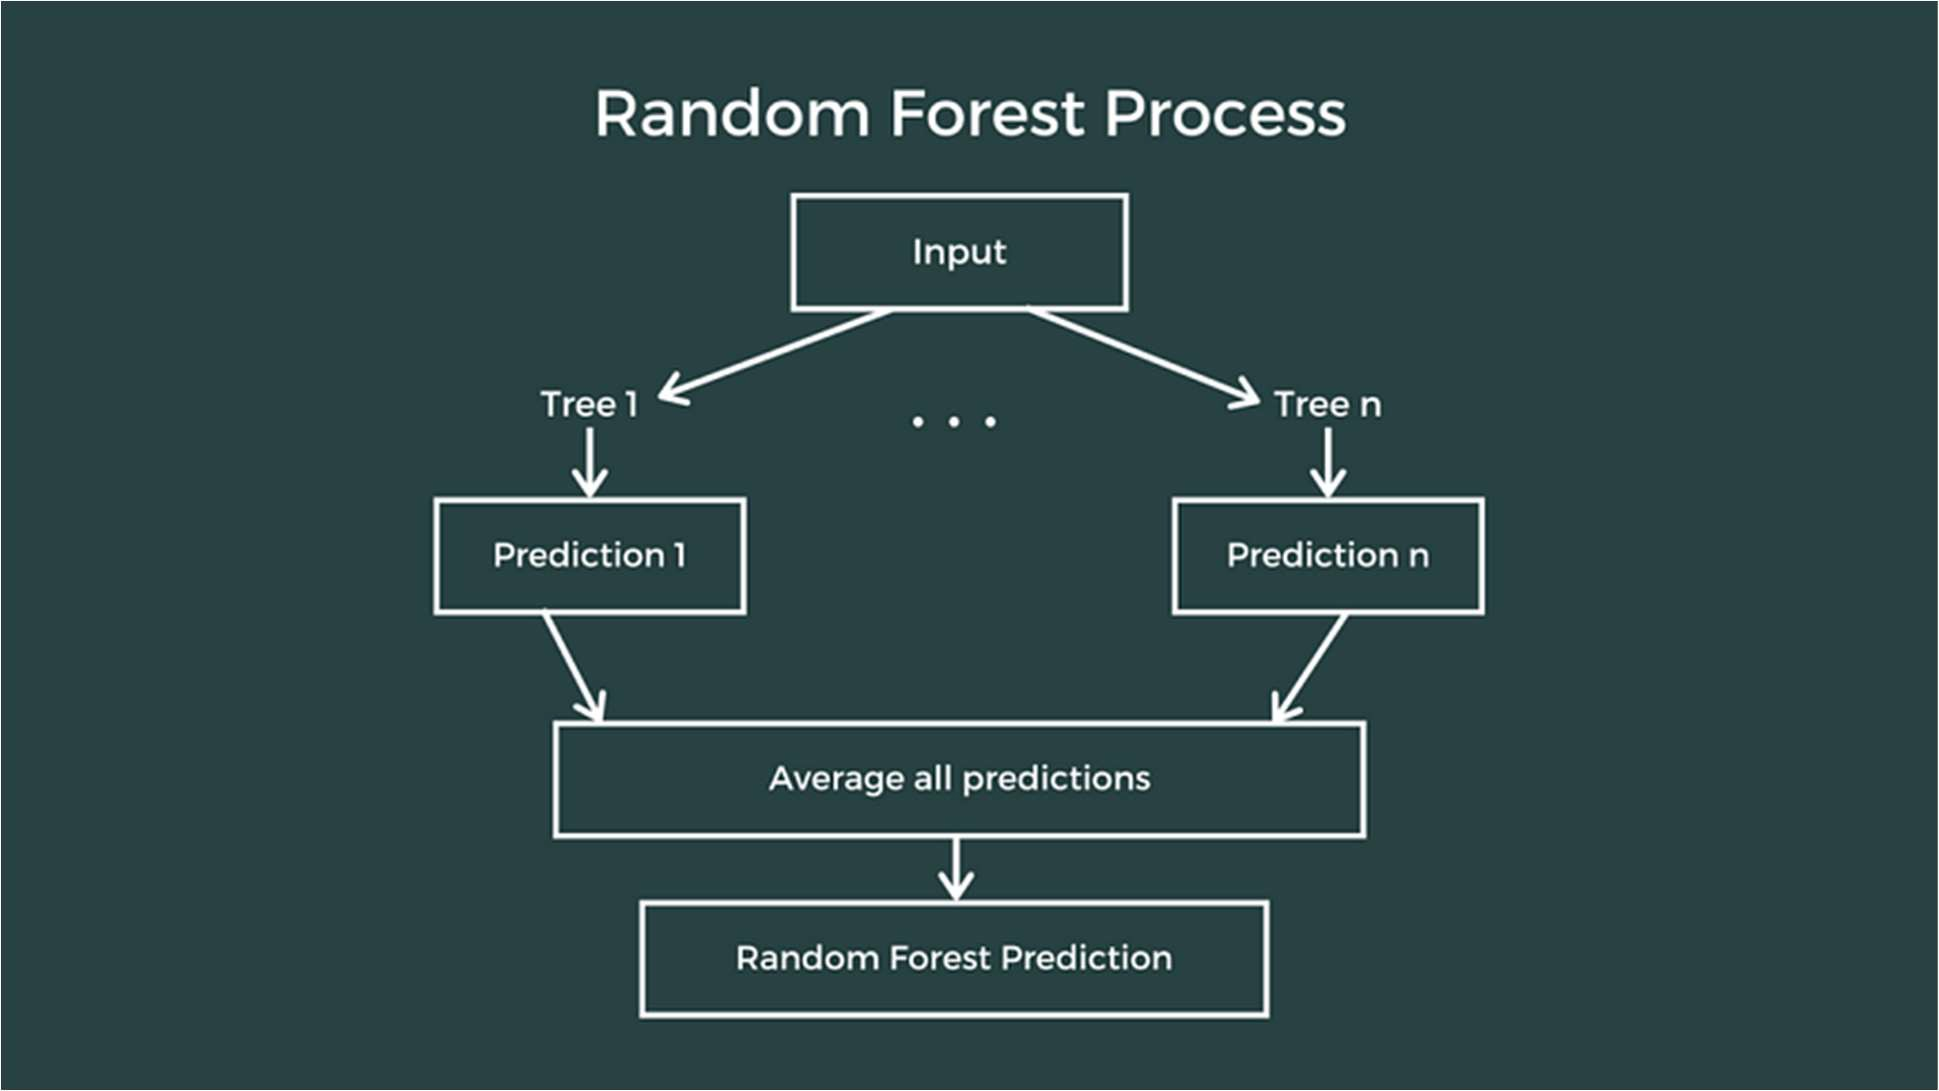 Random Forest Process
Input
Tree 1
. . .
Tree n
Prediction 1
Prediction n
Average all predictions
Random Forest Prediction